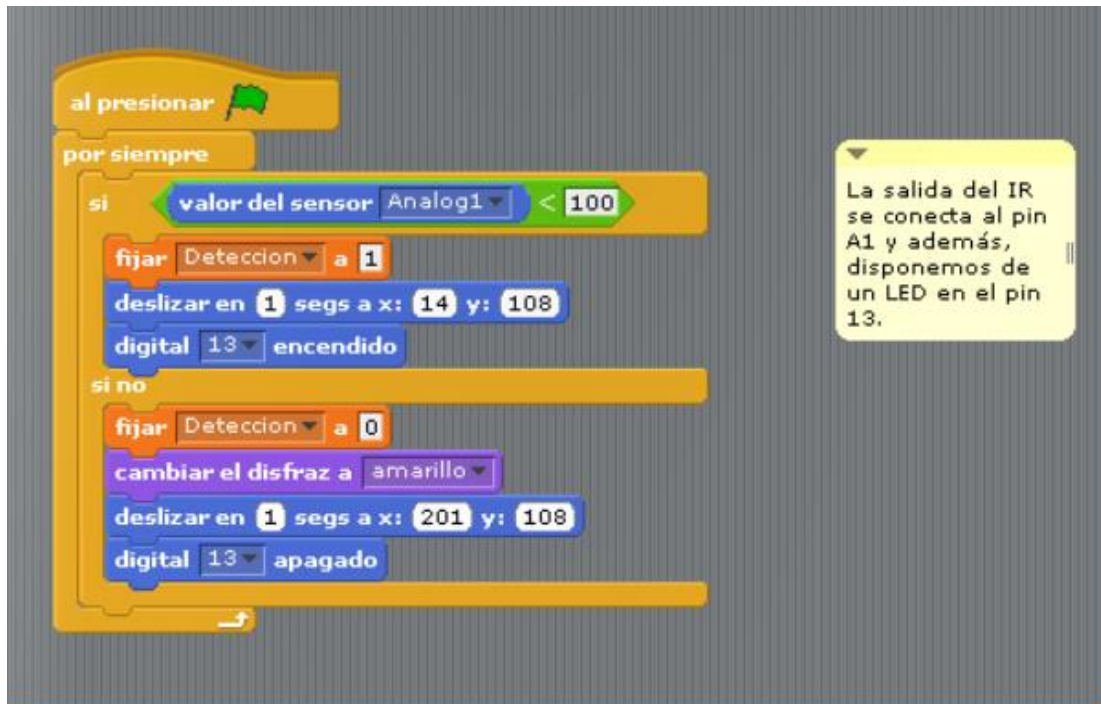 al presionar
por siempre
si valor del sensor Analog1 < 100
fijar Deteccion a 1
deslizar en 1 segs a x: 14 y: 108
digital 13 encendido
si no
fijar Deteccion a 0
cambiar el disfraz a amarillo
deslizar en 1 segs a x: 201 y: 108
digital 13 apagado
La salida del IR
se conecta al pin
A1 y además,
disponemos de
un LED en el pin
13.